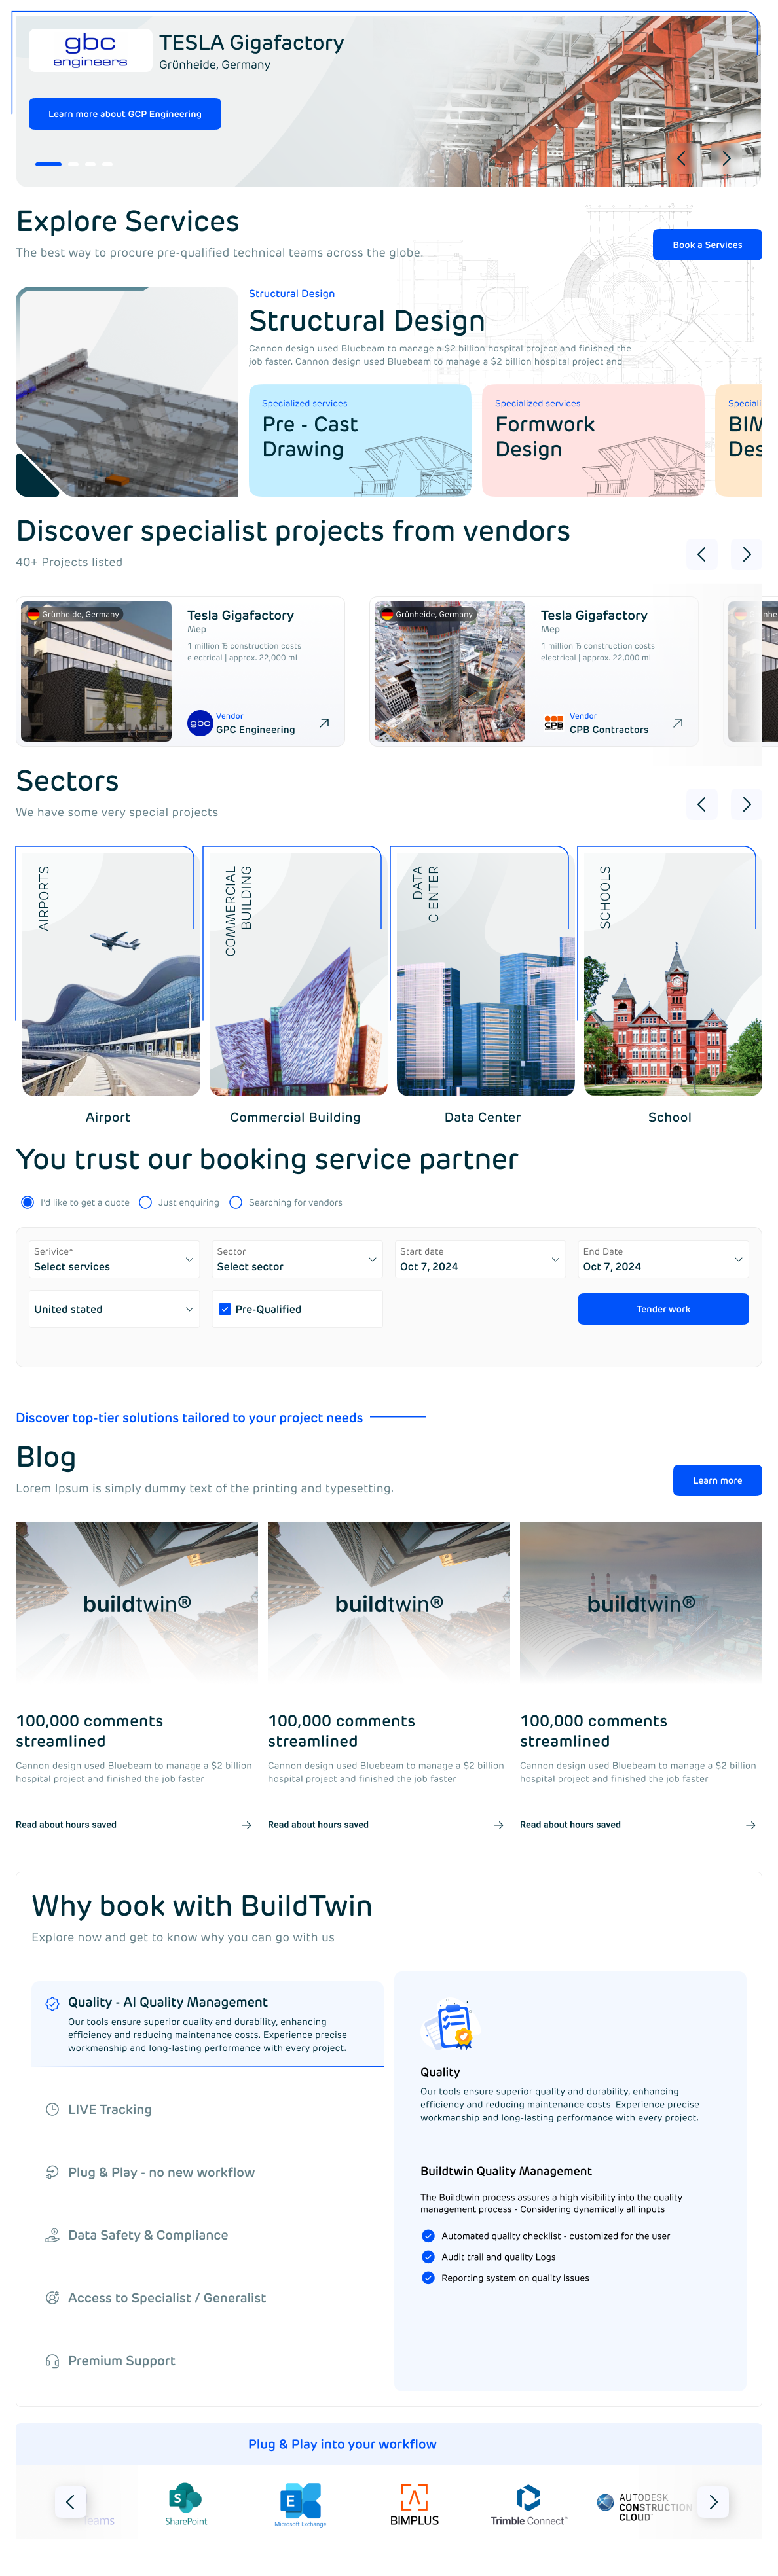 gbc
engineers
TESLA Gigafactory
Grünheide, Germany
Learn more about GCP Engineering
Explore Services
The best way to procure pre-qualified technical teams across the globe.
Book a Services
Structural Design
Structural Design
Cannon design used Bluebeam to manage a $2 billion hospital project and finished the
job faster. Cannon design used Bluebeam to manage a $2 billion hospital project and
Specialized services
Pre - Cast
Drawing
Specialized services
Formwork
Design
Speciali
BIM
Des
Discover specialist projects from vendors
40+ Projects listed
Grünheide, Germany
Tesla Gigafactory
Mep
1 million ₸ construction costs
electrical | approx. 22,000 ml
gbc
Vendor
GPC Engineering
Grünheide, Germany
Tesla Gigafactory
Mep
1 million ₸ construction costs
electrical | approx. 22,000 ml
CPB
Vendor
CPB Contractors
Sectors
We have some very special projects
AIRPORTS
COMMERCIAL
BUILDING
DATA
C ENTER
SCHOOLS
Airport
Commercial Building
Data Center
School
You trust our booking service partner
I'd like to get a quote
Just enquiring
Searching for vendors
Serivice*
Select services
Sector
Select sector
Start date
Oct 7, 2024
End Date
Oct 7, 2024
United stated
Pre-Qualified
Tender work
Discover top-tier solutions tailored to your project needs
Blog
Lorem Ipsum is simply dummy text of the printing and typesetting.
Learn more
buildtwin®
buildtwin®
buildtwin®
100,000 comments
streamlined
Cannon design used Bluebeam to manage a $2 billion
hospital project and finished the job faster
Read about hours saved
100,000 comments
streamlined
Cannon design used Bluebeam to manage a $2 billion
hospital project and finished the job faster
Read about hours saved
100,000 comments
streamlined
Cannon design used Bluebeam to manage a $2 billion
hospital project and finished the job faster
Read about hours saved
Why book with BuildTwin
Explore now and get to know why you can go with us
Quality - AI Quality Management
Our tools ensure superior quality and durability, enhancing
efficiency and reducing maintenance costs. Experience precise
workmanship and long-lasting performance with every project.
LIVE Tracking
Plug & Play - no new workflow
Data Safety & Compliance
Access to Specialist / Generalist
Premium Support
Quality
Our tools ensure superior quality and durability, enhancing
efficiency and reducing maintenance costs. Experience precise
workmanship and long-lasting performance with every project.
Buildtwin Quality Management
The Buildtwin process assures a high visibility into the quality
management process - Considering dynamically all inputs
Automated quality checklist - customized for the user
Audit trail and quality Logs
Reporting system on quality issues
Plug & Play into your workflow
eams
S
SharePoint
E
Microsoft Exchange
BIMPLUS
Trimble Connect™
AUTODESK
CONSTRUCTION
CLOUD